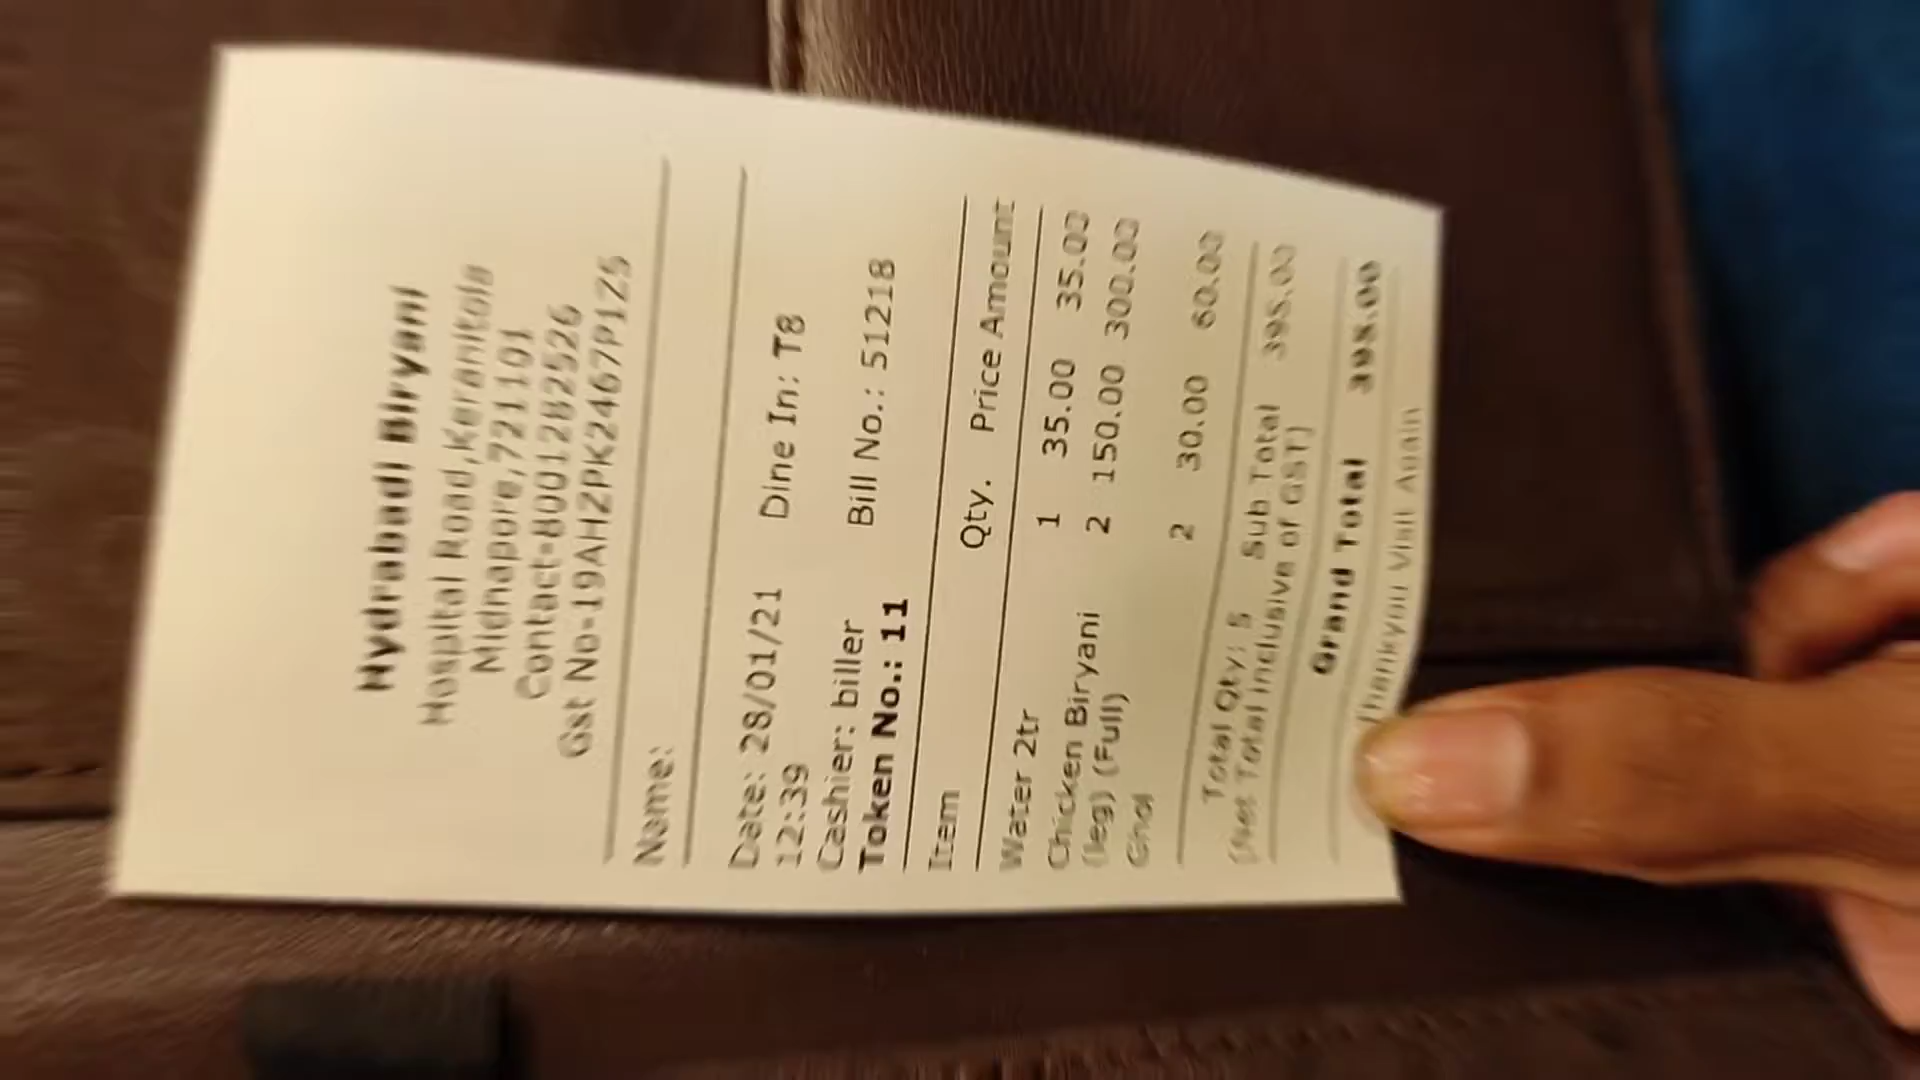 Hydrabadi Biryani
Hospital Road,Keranitola
Midnapore,721101
Contact-8001282526
Gst No-19AHZPK2467P1Z5
Name:
Date: 28/01/21 Dine In: T8
12:39
Cashier: biller Bill No.: 51218
Token No.: 11
Item Qty. Price Amount
Water 2tr 1 35.00 35.00
Chicken Biryani 2 150.00 300.00
(leg) (Full)
Ghol 2 30.00 60.00
Total Qty: 5 Sub Total 395.00
(Net Total inclusive of GST)
Grand Total 395.00
Thankyou Visit Again